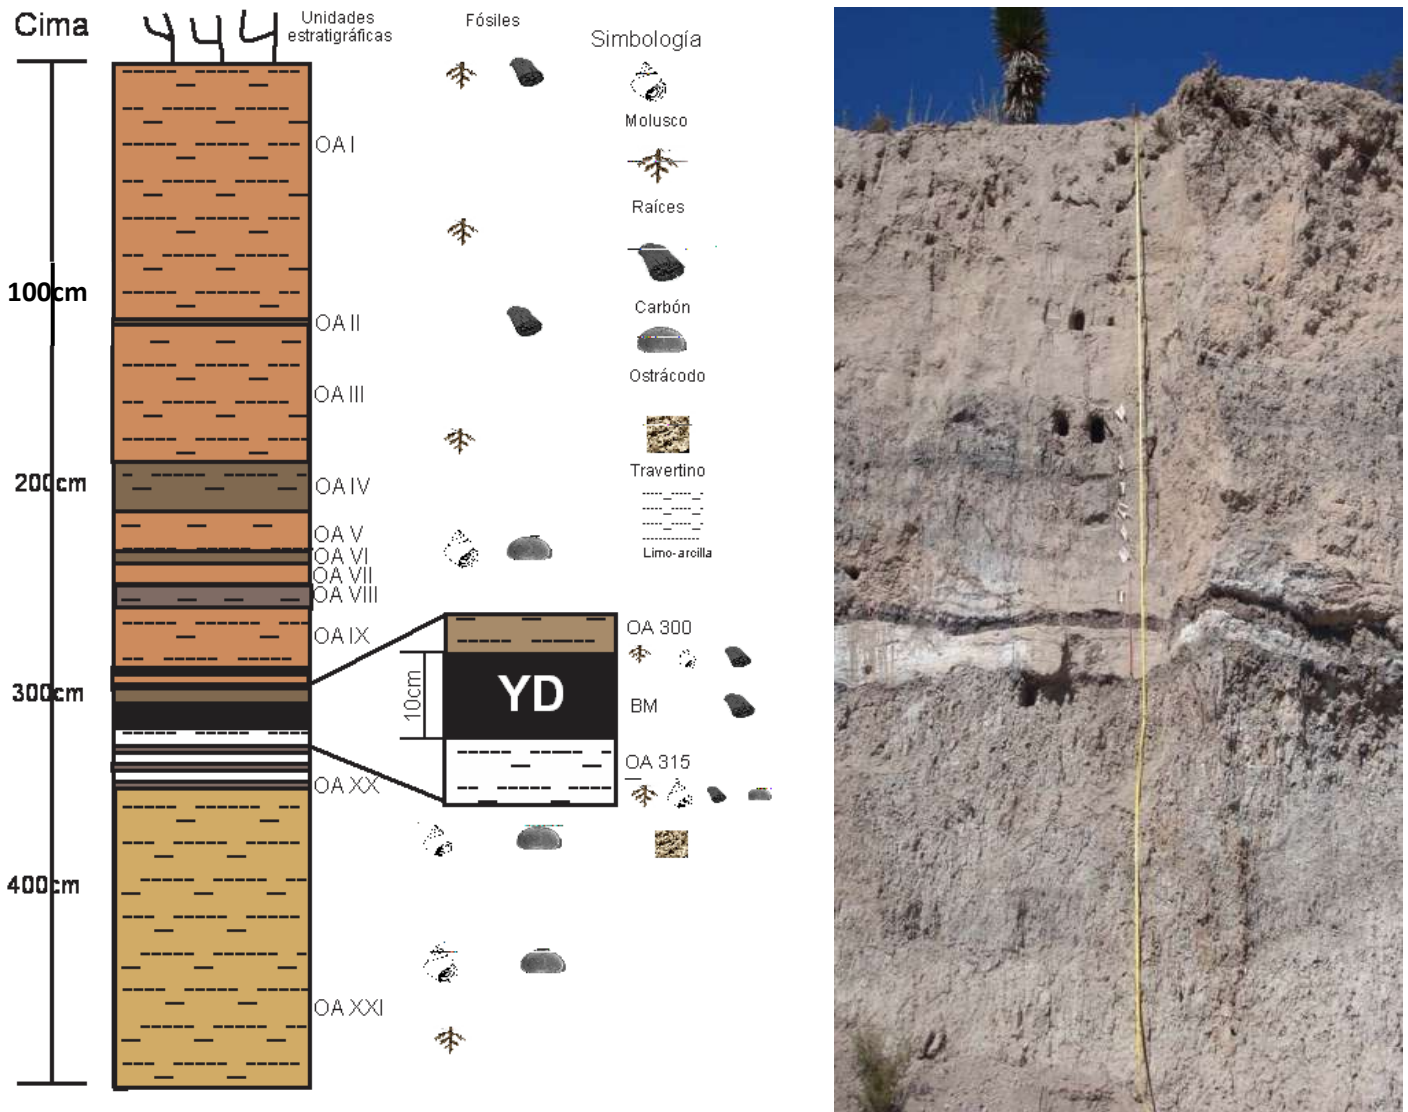 Cima
Unidades
estratigráficas
Fósiles
Simbología
Molusco
Raíces
Carbón
Ostrácodo
Travertino
Limo-arcilla
100cm
200cm
300cm
400cm
OA I
OA II
OA III
OA IV
OA V
OA VI
OA VII
OA VIII
OA IX
OA XX
OA XXI
10cm
YD
OA 300
BM
OA 315